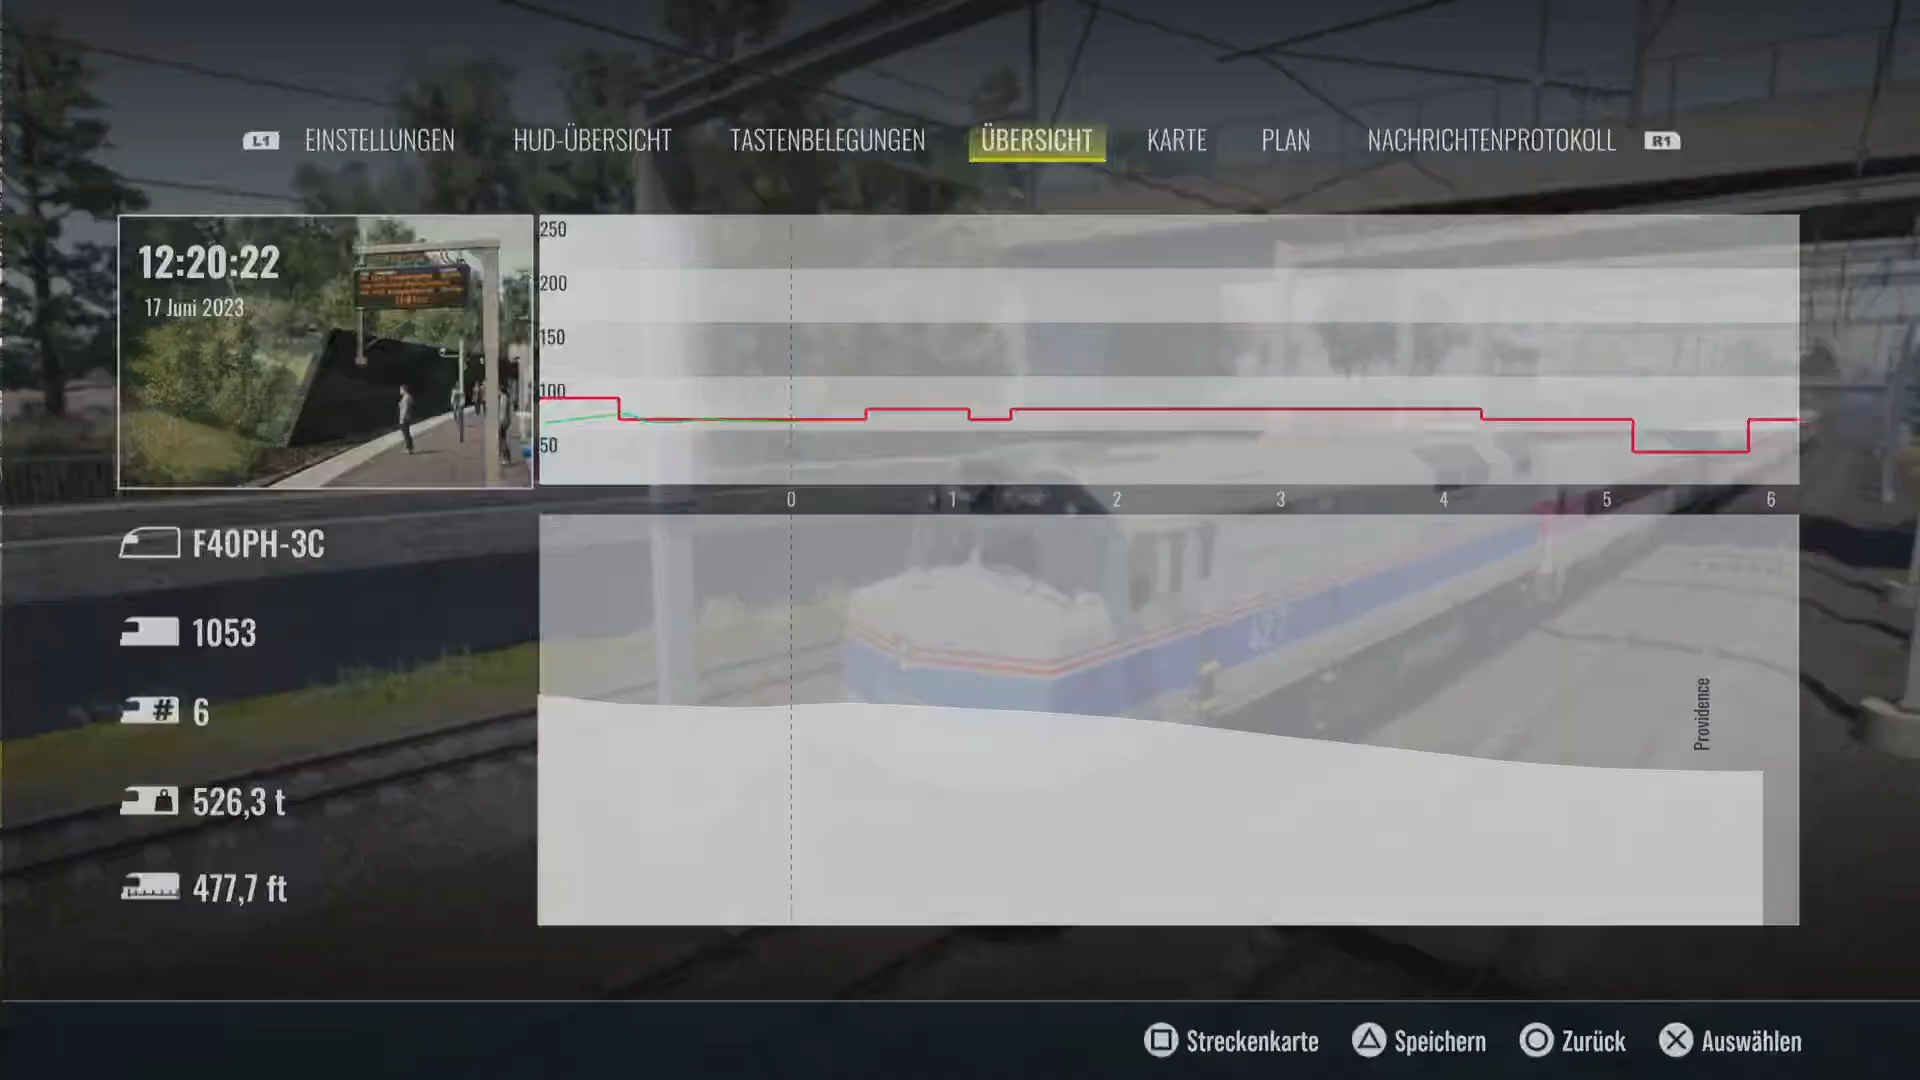 L1 EINSTELLUNGEN HUD-ÜBERSICHT TASTENBELEGUNGEN ÜBERSICHT KARTE PLAN NACHRICHTENPROTOKOLL R1
12:20:22
17 Juni 2023
250
200
150
100
50
0 1 2 3 4 5 6
F40PH-3C
1053
# 6
526,3 t
477,7 ft
Providence
Streckenkarte Speichern Zurück Auswählen